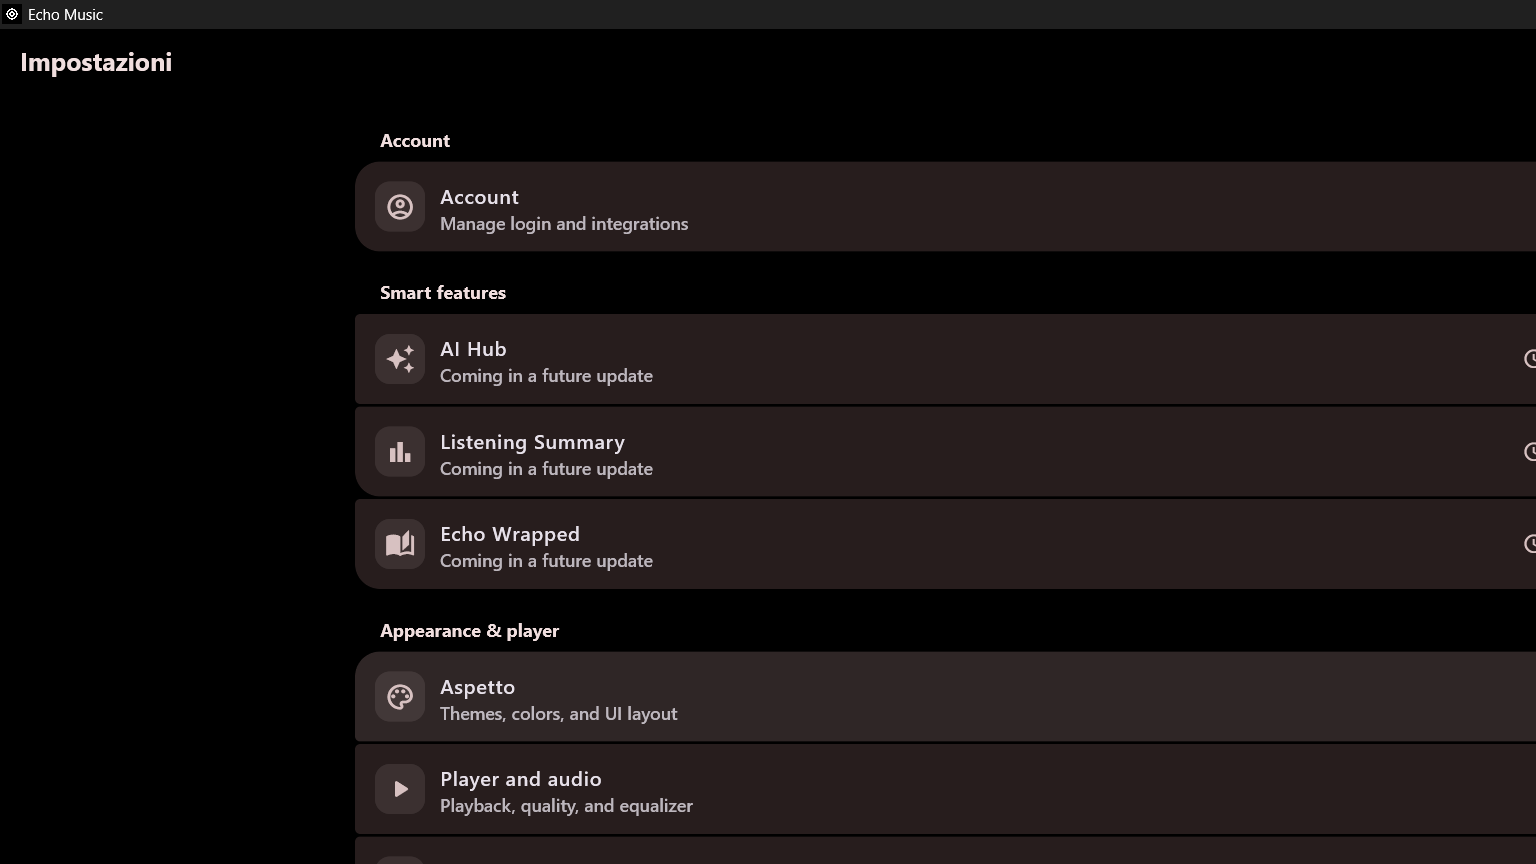 Echo Music
Impostazioni
Account
Account
Manage login and integrations
Smart features
AI Hub
Coming in a future update
Listening Summary
Coming in a future update
Echo Wrapped
Coming in a future update
Appearance & player
Aspetto
Themes, colors, and UI layout
Player and audio
Playback, quality, and equalizer